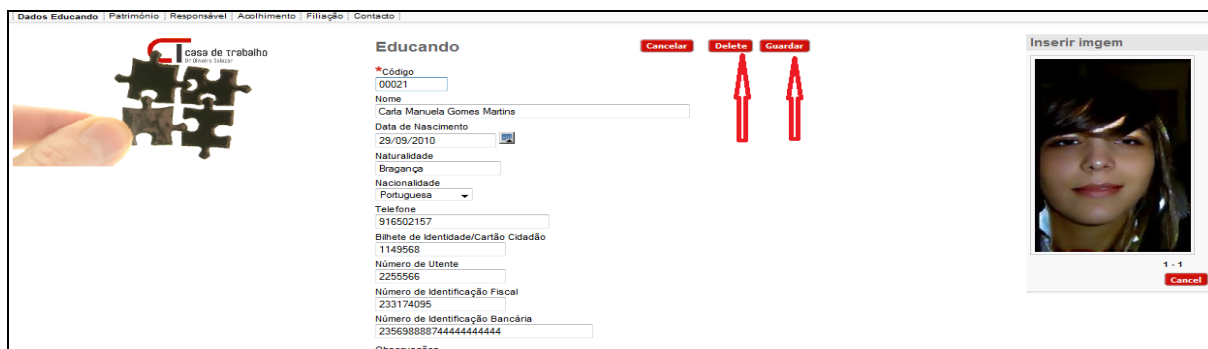 Dados Educando Património Responsável Acolhimento Filiação Contacto
casa de Trabalho
Dr Oliveira Salazar
Educando
Cancelar Delete Guardar
*Código
00021
Nome
Carla Manuela Gomes Martins
Data de Nascimento
29/09/2010
Naturalidade
Bragança
Nacionalidade
Portuguesa
Telefone
916502157
Bilhete de Identidade/Cartão Cidadão
1149568
Número de Utente
2255566
Número de Identificação Fiscal
233174095
Número de Identificação Bancária
Inserir imgem
1 - 1
Cancel